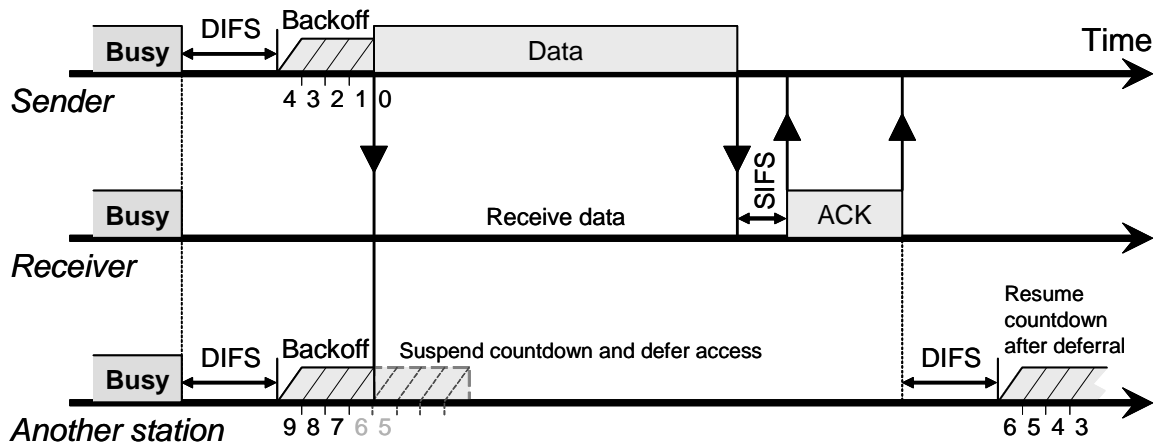 DIFS Backoff
Busy Data Time
4 3 2 1 0
Sender
SIFS
Busy Receive data ACK
Receiver
Resume
countdown
after deferral
DIFS Backoff Suspend countdown and defer access DIFS
Busy
9 8 7 6 5 6 5 4 3
Another station